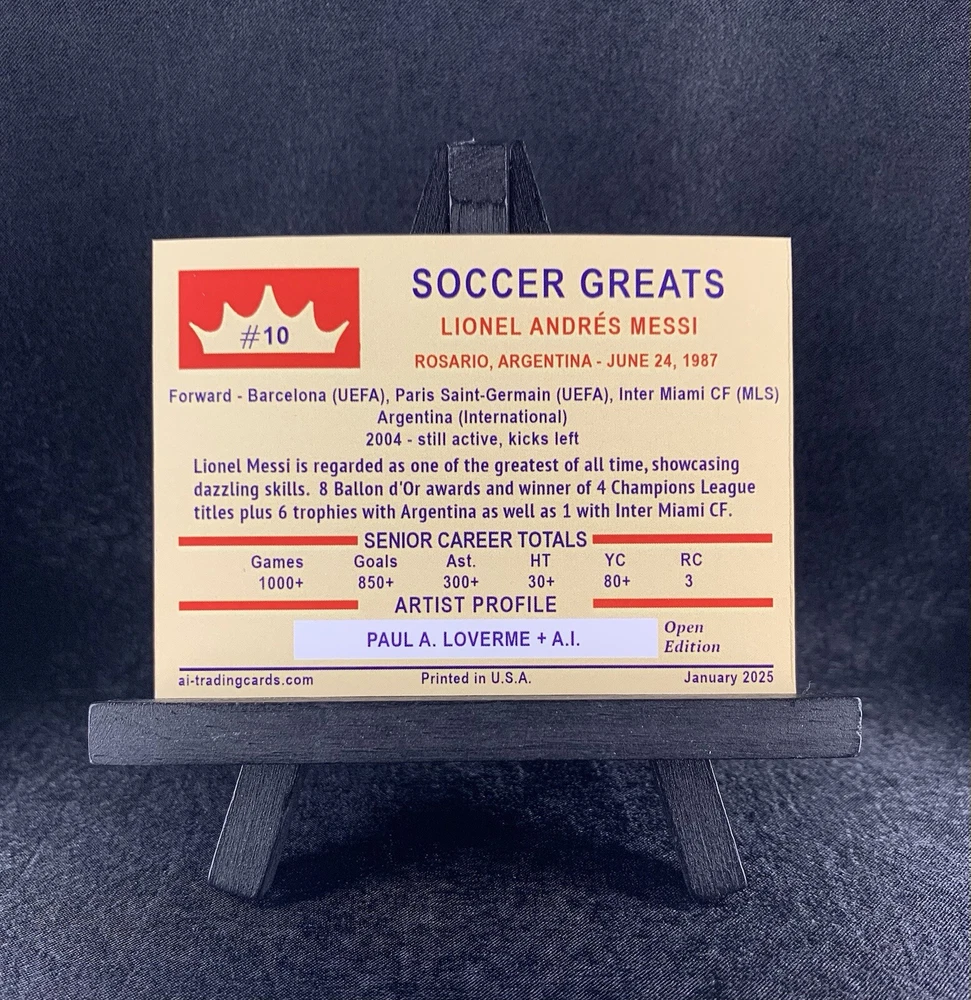 #10
SOCCER GREATS
LIONEL ANDRÉS MESSI
ROSARIO, ARGENTINA - JUNE 24, 1987
Forward - Barcelona (UEFA), Paris Saint-Germain (UEFA), Inter Miami CF (MLS)
Argentina (International)
2004 - still active, kicks left
Lionel Messi is regarded as one of the greatest of all time, showcasing
dazzling skills. 8 Ballon d'Or awards and winner of 4 Champions League
titles plus 6 trophies with Argentina as well as 1 with Inter Miami CF.
SENIOR CAREER TOTALS
Games Goals Ast. HT YC RC
1000+ 850+ 300+ 30+ 80+ 3
ARTIST PROFILE
PAUL A. LOVERME + A.I.
Open
Edition
ai-tradingcards.com Printed in U.S.A. January 2025